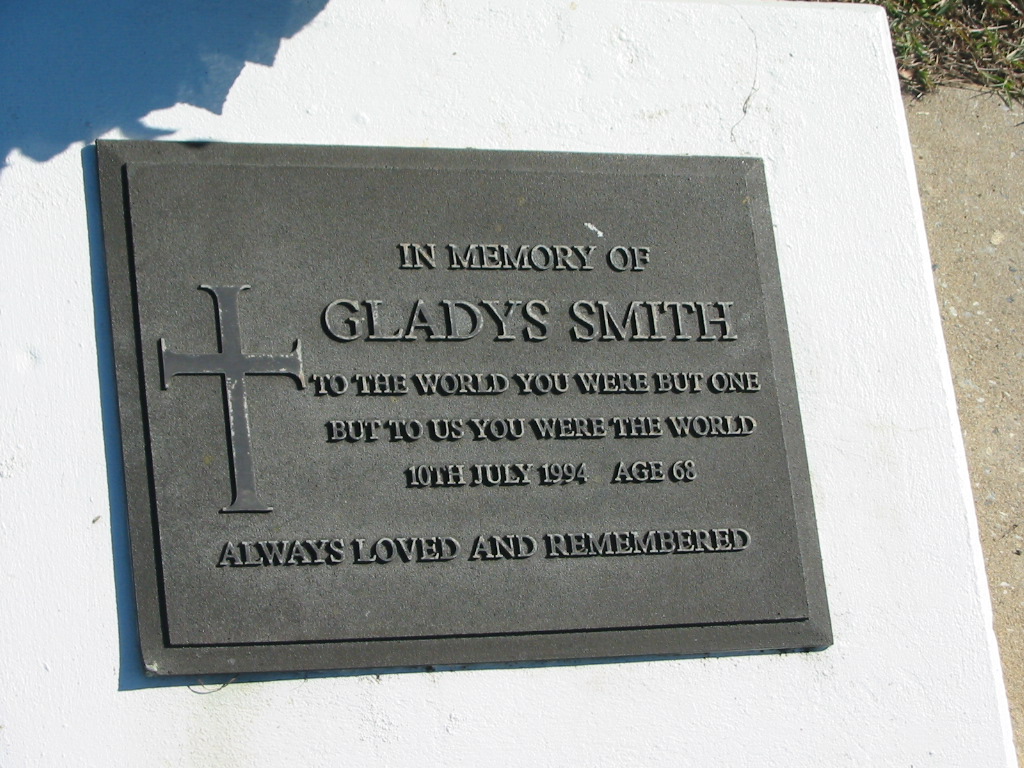 IN MEMORY OF
GLADYS SMITH
TO THE WORLD YOU WERE BUT ONE
BUT TO US YOU WERE THE WORLD
10TH JULY 1994 AGE 68
ALWAYS LOVED AND REMEMBERED